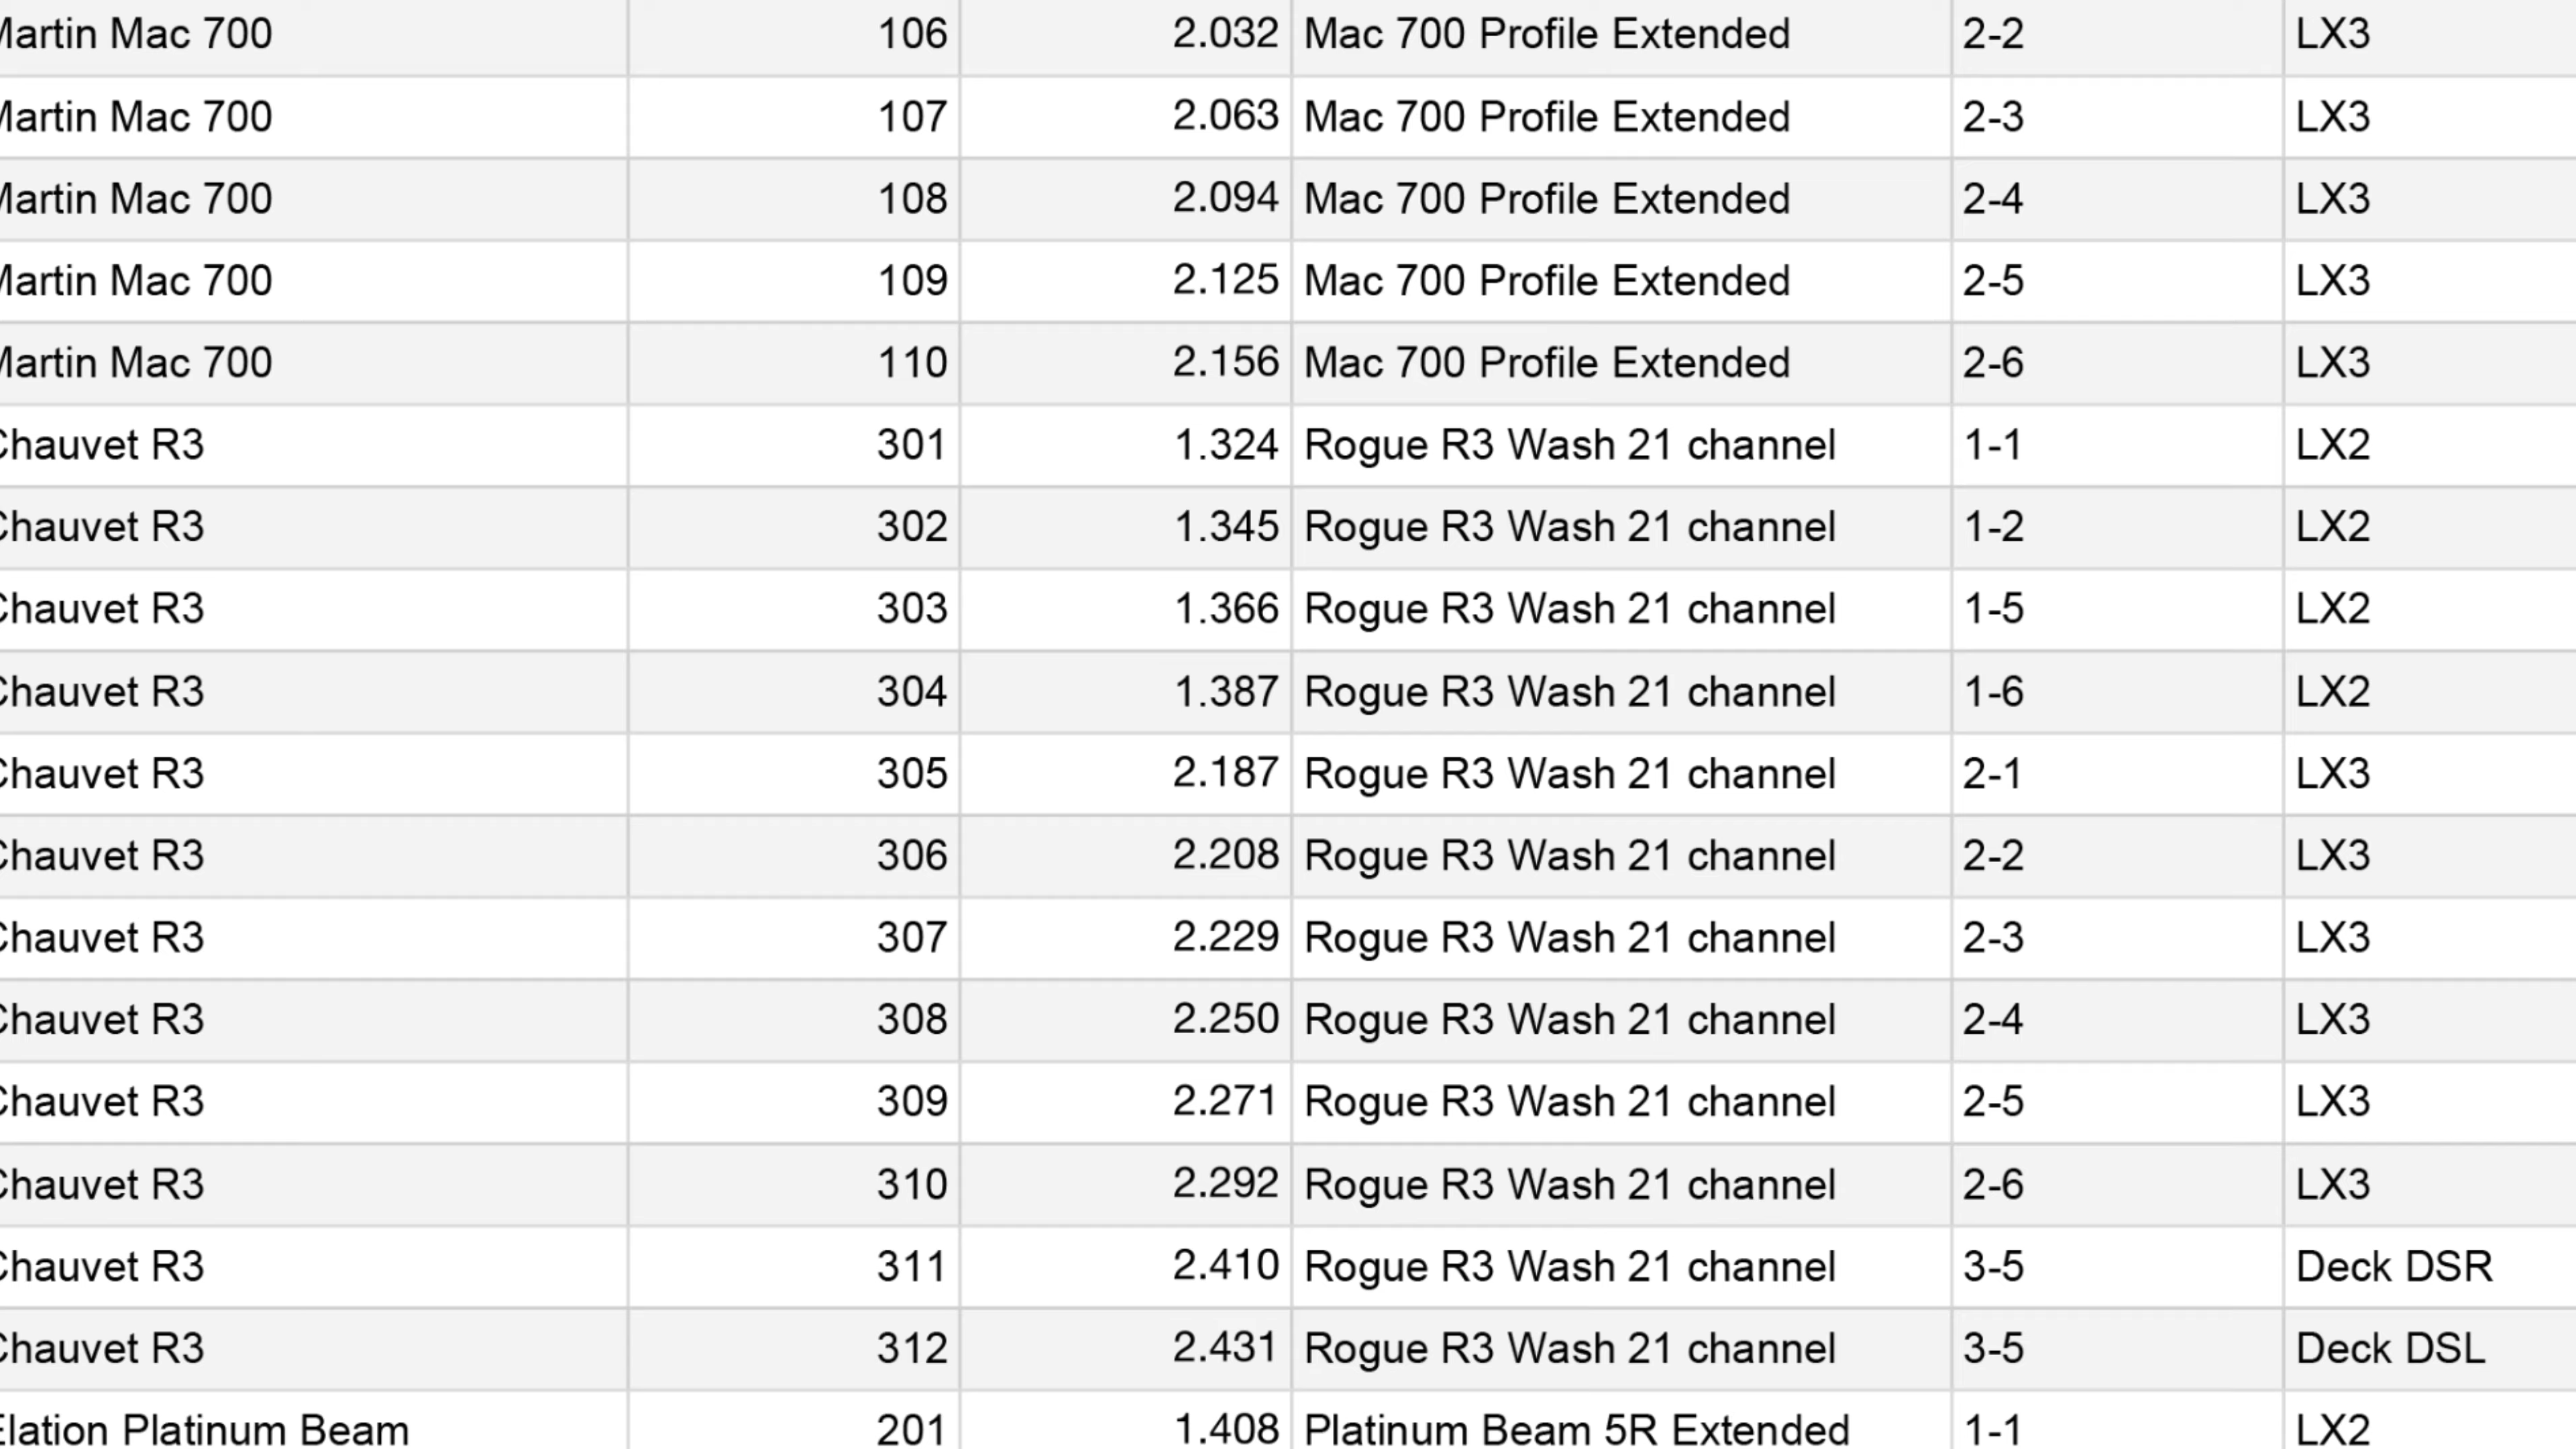 Martin Mac 700 106 2.032 Mac 700 Profile Extended 2-2 LX3
Martin Mac 700 107 2.063 Mac 700 Profile Extended 2-3 LX3
Martin Mac 700 108 2.094 Mac 700 Profile Extended 2-4 LX3
Martin Mac 700 109 2.125 Mac 700 Profile Extended 2-5 LX3
Martin Mac 700 110 2.156 Mac 700 Profile Extended 2-6 LX3
Chauvet R3 301 1.324 Rogue R3 Wash 21 channel 1-1 LX2
Chauvet R3 302 1.345 Rogue R3 Wash 21 channel 1-2 LX2
Chauvet R3 303 1.366 Rogue R3 Wash 21 channel 1-5 LX2
Chauvet R3 304 1.387 Rogue R3 Wash 21 channel 1-6 LX2
Chauvet R3 305 2.187 Rogue R3 Wash 21 channel 2-1 LX3
Chauvet R3 306 2.208 Rogue R3 Wash 21 channel 2-2 LX3
Chauvet R3 307 2.229 Rogue R3 Wash 21 channel 2-3 LX3
Chauvet R3 308 2.250 Rogue R3 Wash 21 channel 2-4 LX3
Chauvet R3 309 2.271 Rogue R3 Wash 21 channel 2-5 LX3
Chauvet R3 310 2.292 Rogue R3 Wash 21 channel 2-6 LX3
Chauvet R3 311 2.410 Rogue R3 Wash 21 channel 3-5 Deck DSR
Chauvet R3 312 2.431 Rogue R3 Wash 21 channel 3-5 Deck DSL
Elation Platinum Beam 201 1.408 Platinum Beam 5R Extended 1-1 LX2